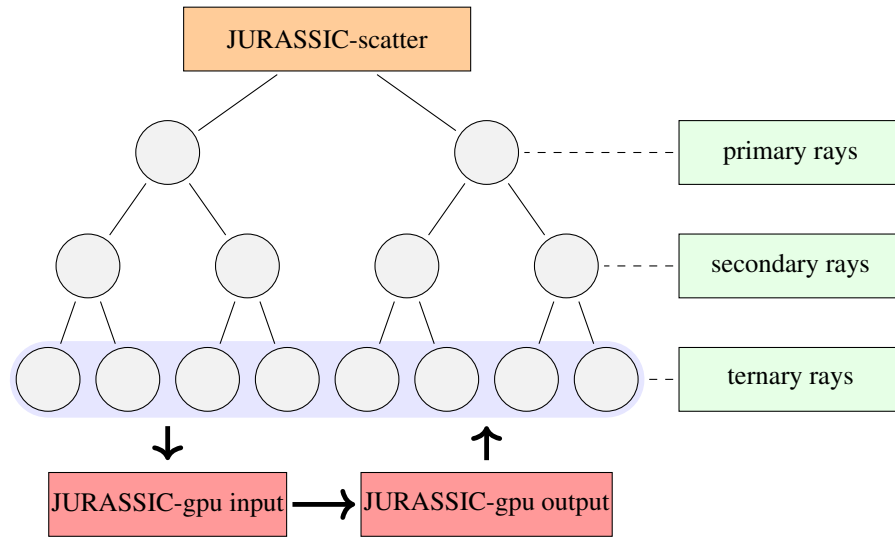 JURASSIC-scatter
primary rays
secondary rays
ternary rays
JURASSIC-gpu input
JURASSIC-gpu output